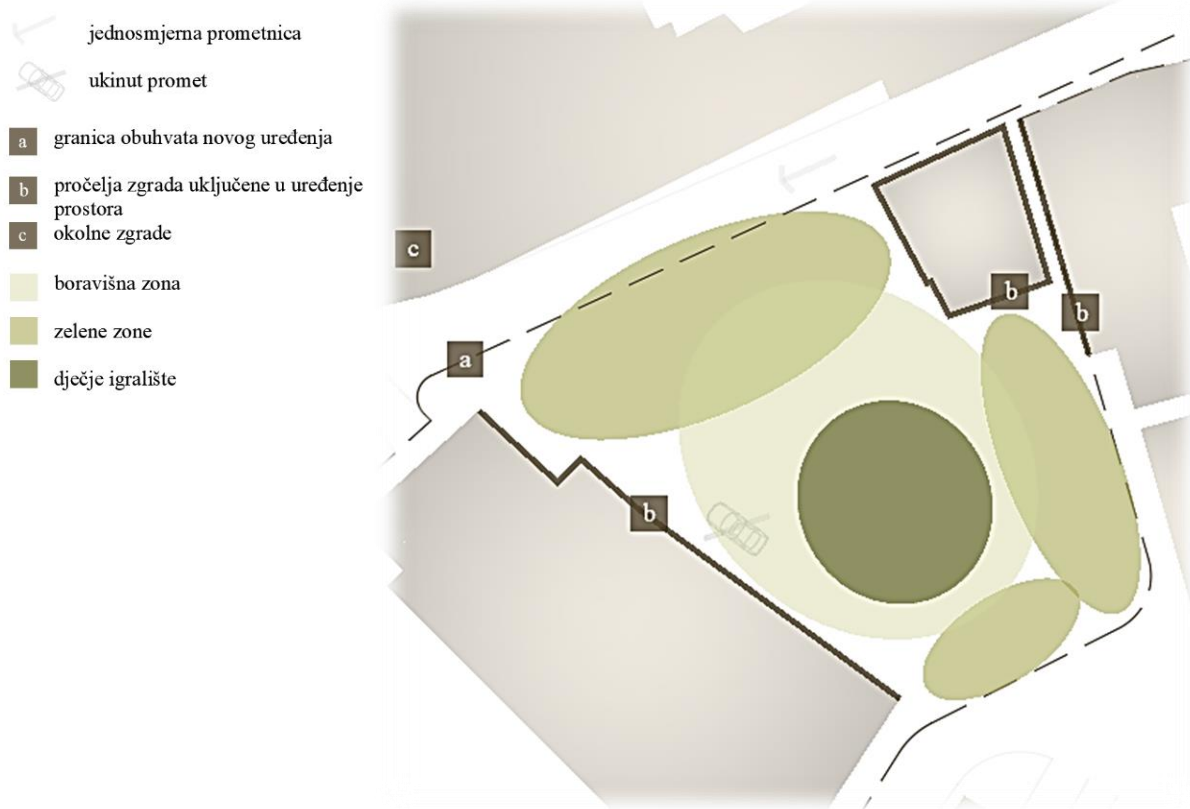 jednosmjerna prometnica
ukinut promet
a granica obuhvata novog uređenja
b pročelja zgrada uključene u uređenje
prostora
c okolne zgrade
boravišna zona
zelene zone
dječje igralište
c
a
b
b
b